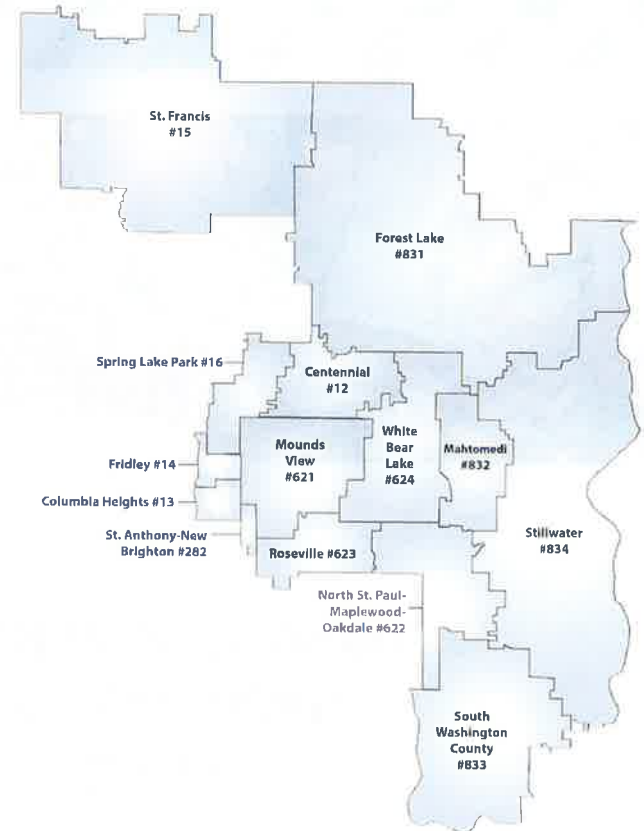 St. Francis
#15
Forest Lake
#831
Spring Lake Park #16
Centennial
#12
White
Bear
Lake
#624
Mounds
View
#621
Mahtomedi
#832
Fridley #14
Columbia Heights #13
St. Anthony-New
Brighton #282
Roseville #623
Stillwater
#834
North St. Paul-
Maplewood-
Oakdale #622
South
Washington
County
#833